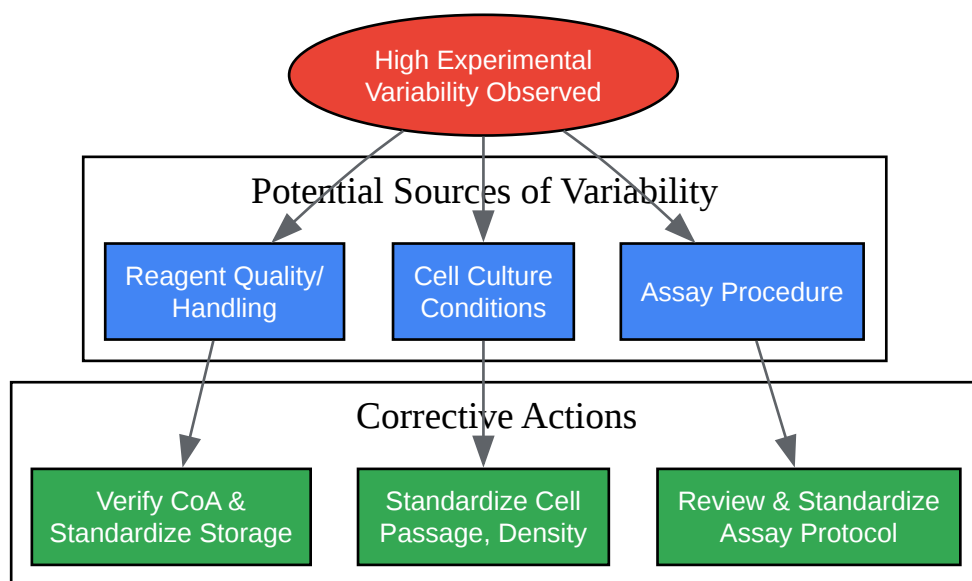 High Experimental
Variability Observed
Potential Sources of Variability
Reagent Quality/
Handling
Cell Culture
Conditions
Assay Procedure
Corrective Actions
Verify CoA &
Standardize Storage
Standardize Cell
Passage, Density
Review & Standardize
Assay Protocol